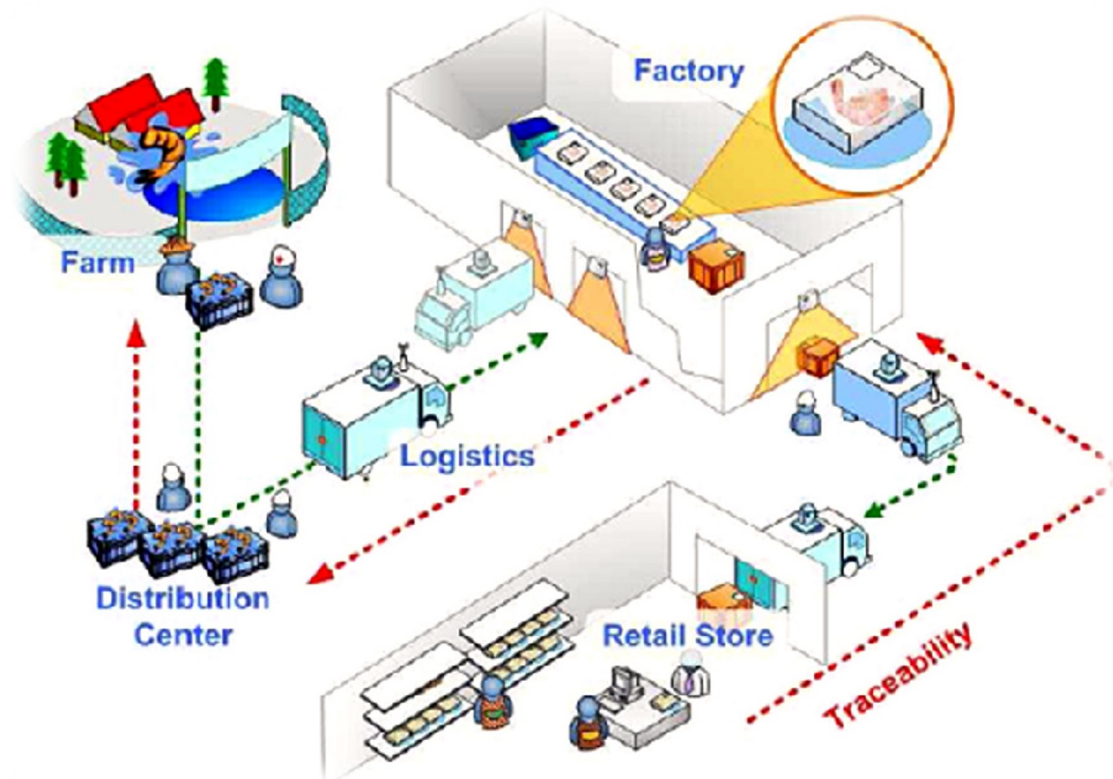 Factory
Farm
Logistics
Distribution
Center
Retail Store
Traceability